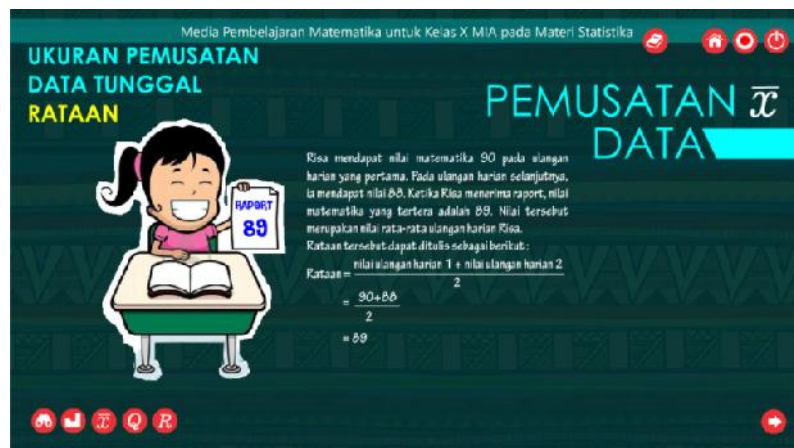 Media Pembelajaran Matematika untuk Kelas X MIA pada Materi Statistika
UKURAN PEMUSATAN
DATA TUNGGAL
RATAAN
PEMUSATAN x̅
DATA
RAPORT
89
Risa mendapat nilai matematika 90 pada ulangan
harian yang pertama. Pada ulangan harian selanjutnya,
ia mendapat nilai 88. Ketika Risa menerima raport, nilai
matematika yang tertera adalah 89. Nilai tersebut
merupakan nilai rata-rata ulangan harian Risa.
Rataan tersebut dapat ditulis sebagai berikut :
Rataan = nilai ulangan harian 1 + nilai ulangan harian 2
2
= 90+88
2
= 89
x̅ Q R